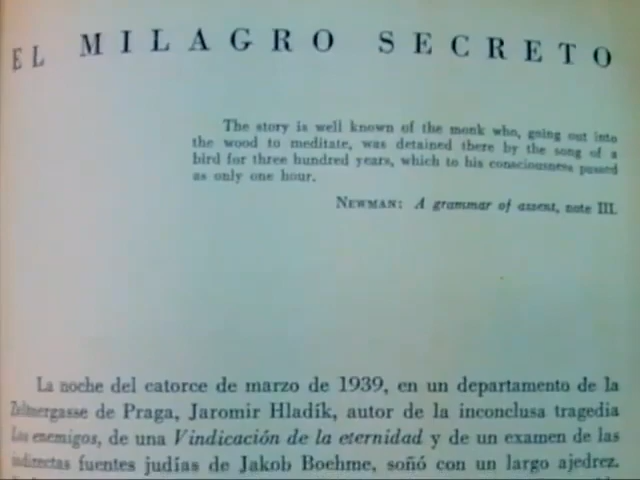 EL MILAGRO SECRETO
The story is well known of the monk who, going out into
the wood to meditate, was detained there by the song of a
bird for three hundred years, which to his consciousness passed
as only one hour.
NEWMAN: A grammar of assent, note III.
La noche del catorce de marzo de 1939, en un departamento de la
Zeltnergasse de Praga, Jaromir Hladík, autor de la inconclusa tragedia
Los enemigos, de una Vindicación de la eternidad y de un examen de las
indirectas fuentes judías de Jakob Boehme, soñó con un largo ajedrez.